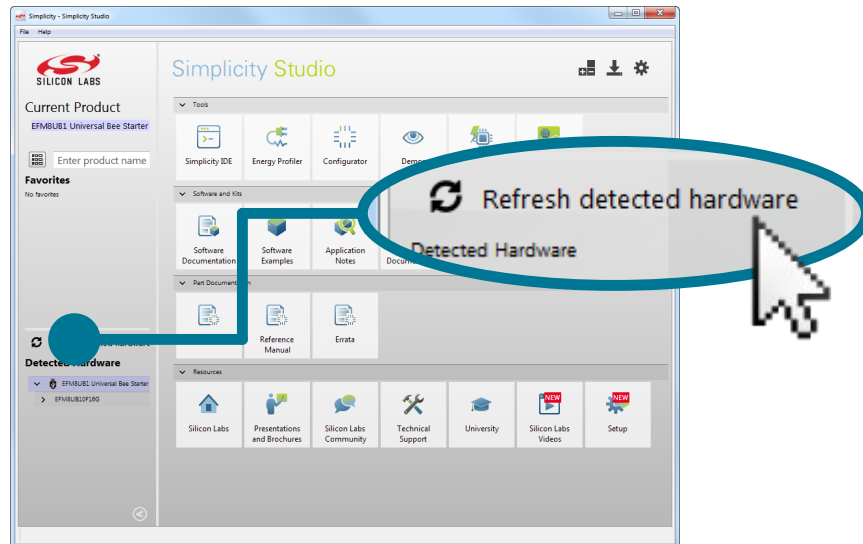 Simplicity - Simplicity Studio
File Help
SILICON LABS
Simplicity Studio
Current Product
EFM8UB1 Universal Bee Starter
Enter product name
Favorites
No favorites
Tools
Simplicity IDE
Energy Profiler
Configurator
Software and Kits
Software
Documentation
Software
Examples
Application
Notes
Refresh detected hardware
Detected Hardware
Part
Reference
Manual
Errata
Detected Hardware
EFM8UB1 Universal Bee Starter
EFM8UB10F16G
Resources
Silicon Labs
Presentations
and Brochures
Silicon Labs
Community
Technical
Support
University
NEW
Silicon Labs
Videos
NEW
Setup